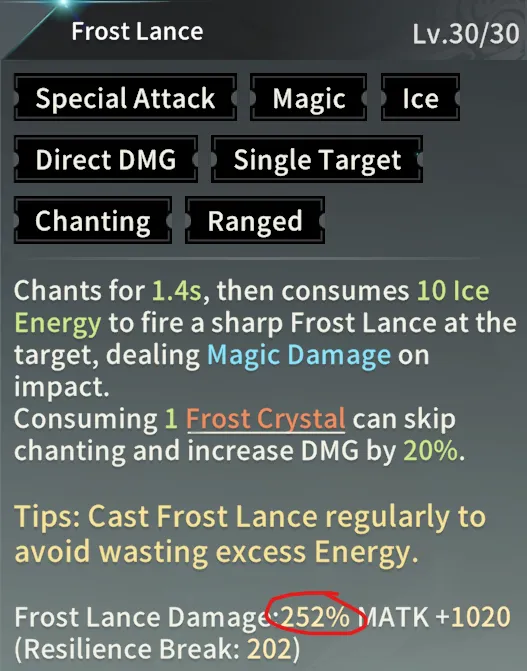 Frost Lance
Lv.30/30
Special Attack
Magic
Ice
Direct DMG
Single Target
Chanting
Ranged
Chants for 1.4s, then consumes 10 Ice
Energy to fire a sharp Frost Lance at the
target, dealing Magic Damage on
impact.
Consuming 1 Frost Crystal can skip
chanting and increase DMG by 20%.
Tips: Cast Frost Lance regularly to
avoid wasting excess Energy.
Frost Lance Damage:252% MATK +1020
(Resilience Break: 202)